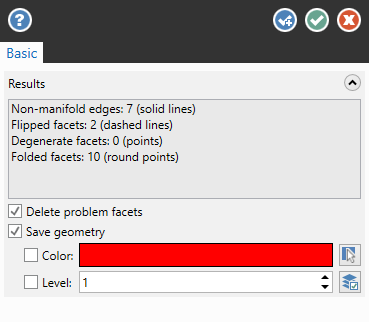 Basic
Results
Non-manifold edges: 7 (solid lines)
Flipped facets: 2 (dashed lines)
Degenerate facets: 0 (points)
Folded facets: 10 (round points)
Delete problem facets
Save geometry
Color:
Level: 1